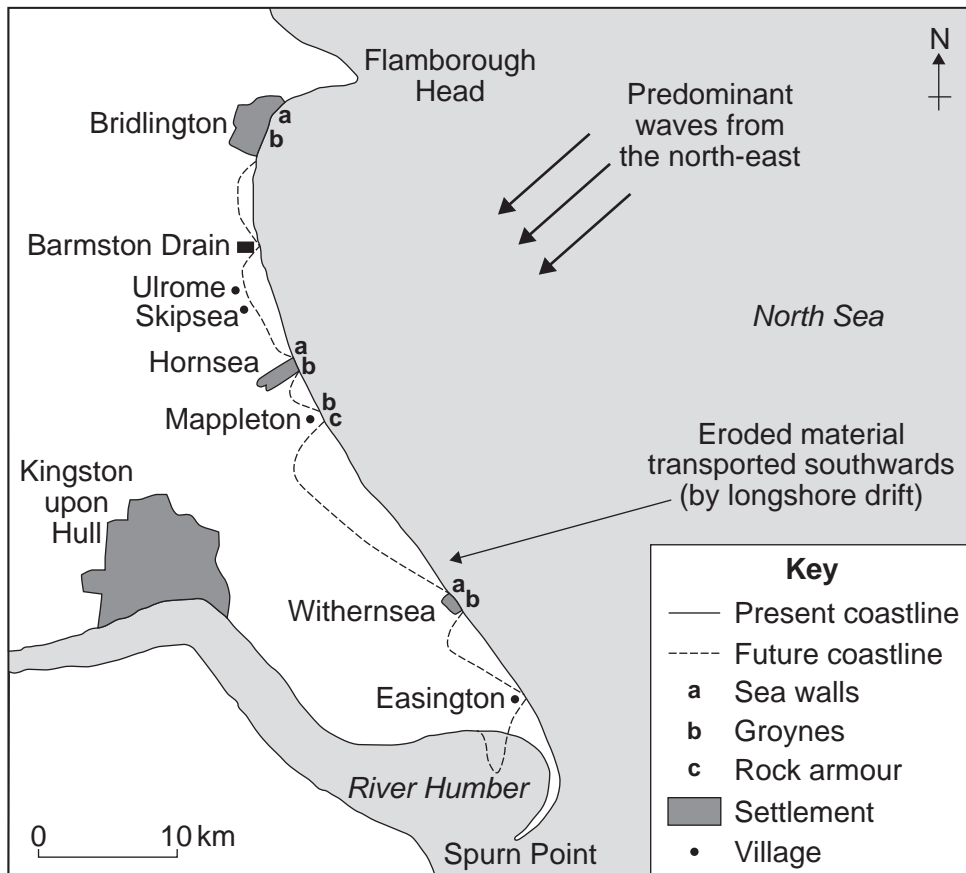 Flamborough
Head
N
Bridlington
a
b
Predominant
waves from
the north-east
Barmston Drain
Ulrome
Skipsea
North Sea
Hornsea
a
b
Mappleton
b
c
Eroded material
transported southwards
(by longshore drift)
Kingston
upon
Hull
Withernsea
a
b
Easington
River Humber
Spurn Point
0 10 km
Key
Present coastline
Future coastline
a Sea walls
b Groynes
c Rock armour
Settlement
Village